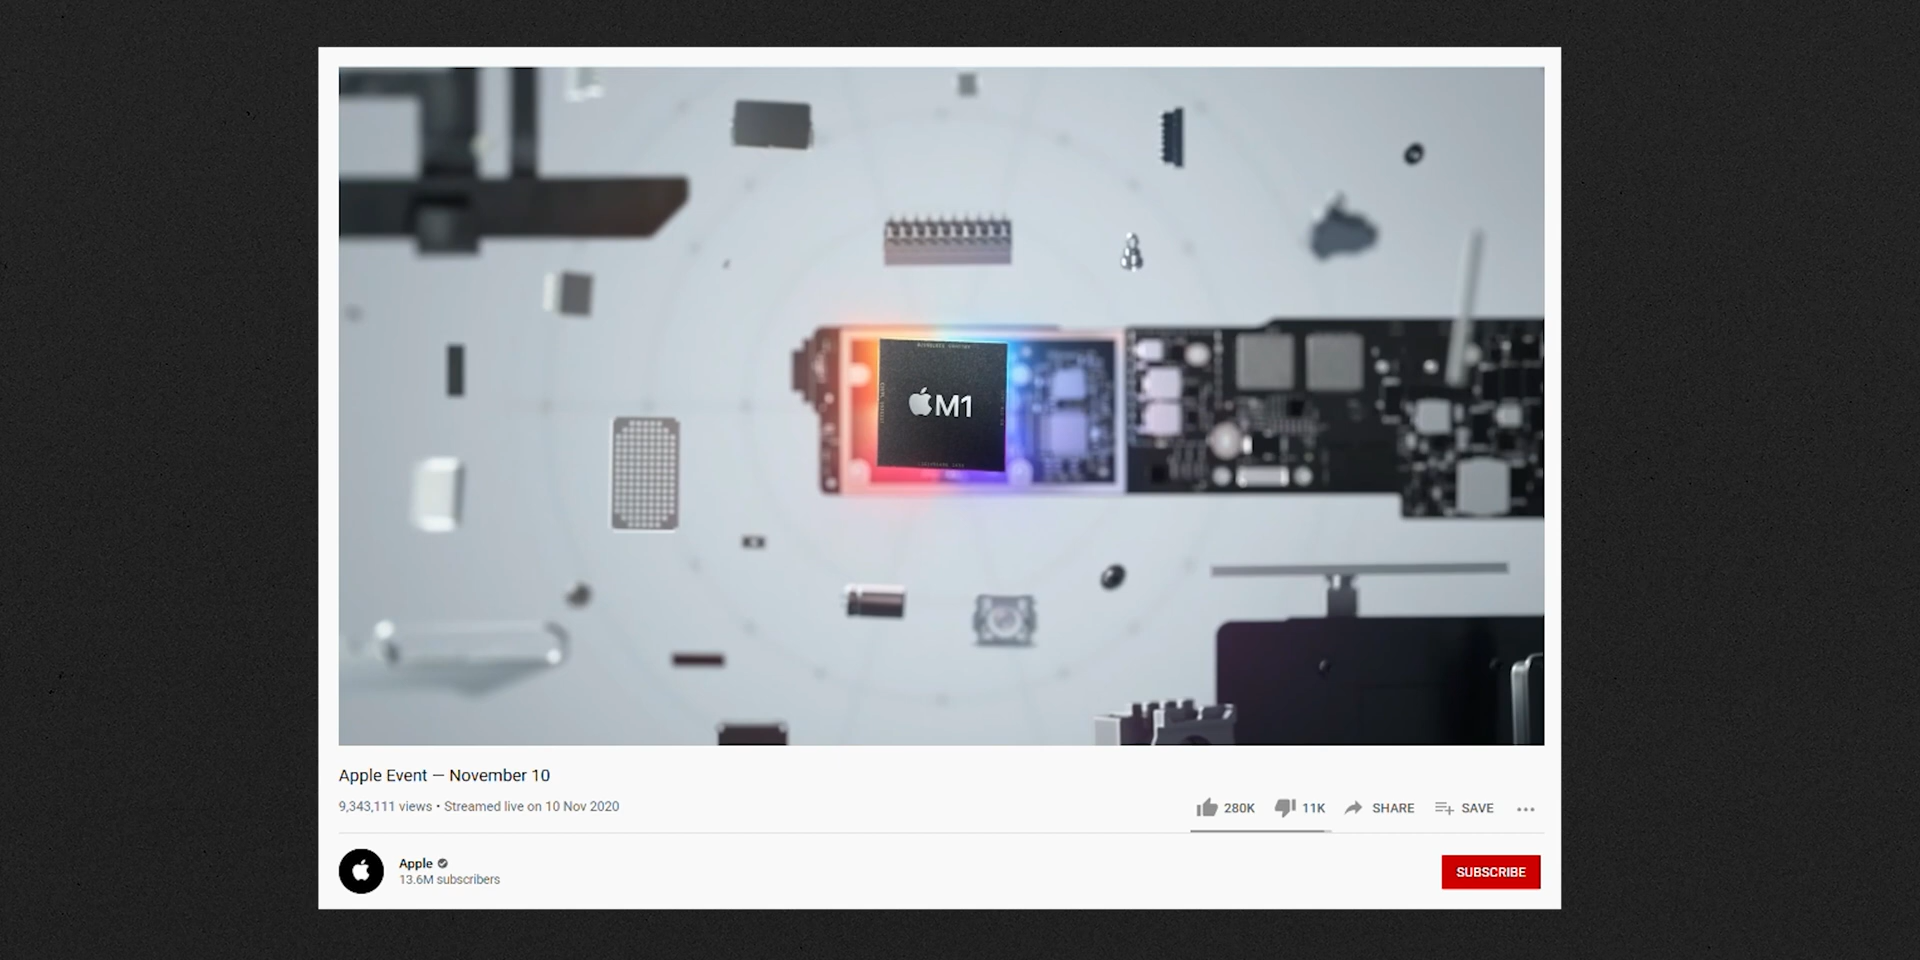 M1
Apple Event — November 10
9,343,111 views • Streamed live on 10 Nov 2020
280K 11K SHARE SAVE
Apple
13.6M subscribers
SUBSCRIBE